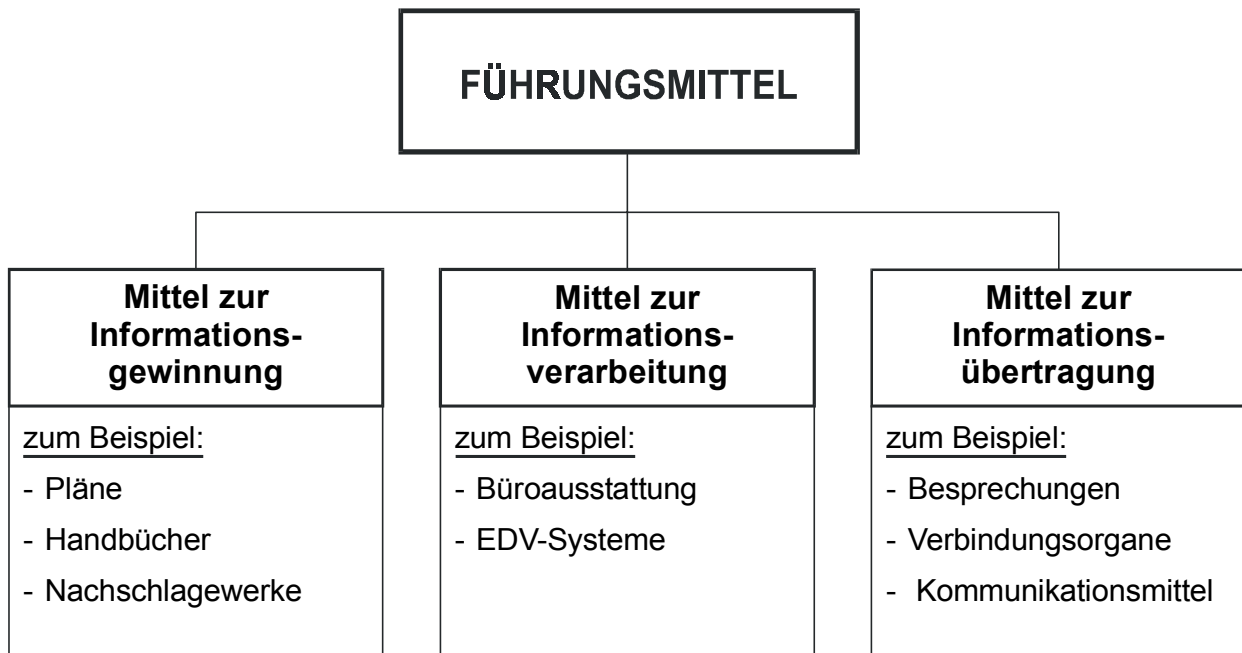 FÜHRUNGSMITTEL
Mittel zur
Informations-
gewinnung
zum Beispiel:
- Pläne
- Handbücher
- Nachschlagewerke
Mittel zur
Informations-
verarbeitung
zum Beispiel:
- Büroausstattung
- EDV-Systeme
Mittel zur
Informations-
übertragung
zum Beispiel:
- Besprechungen
- Verbindungsorgane
- Kommunikationsmittel